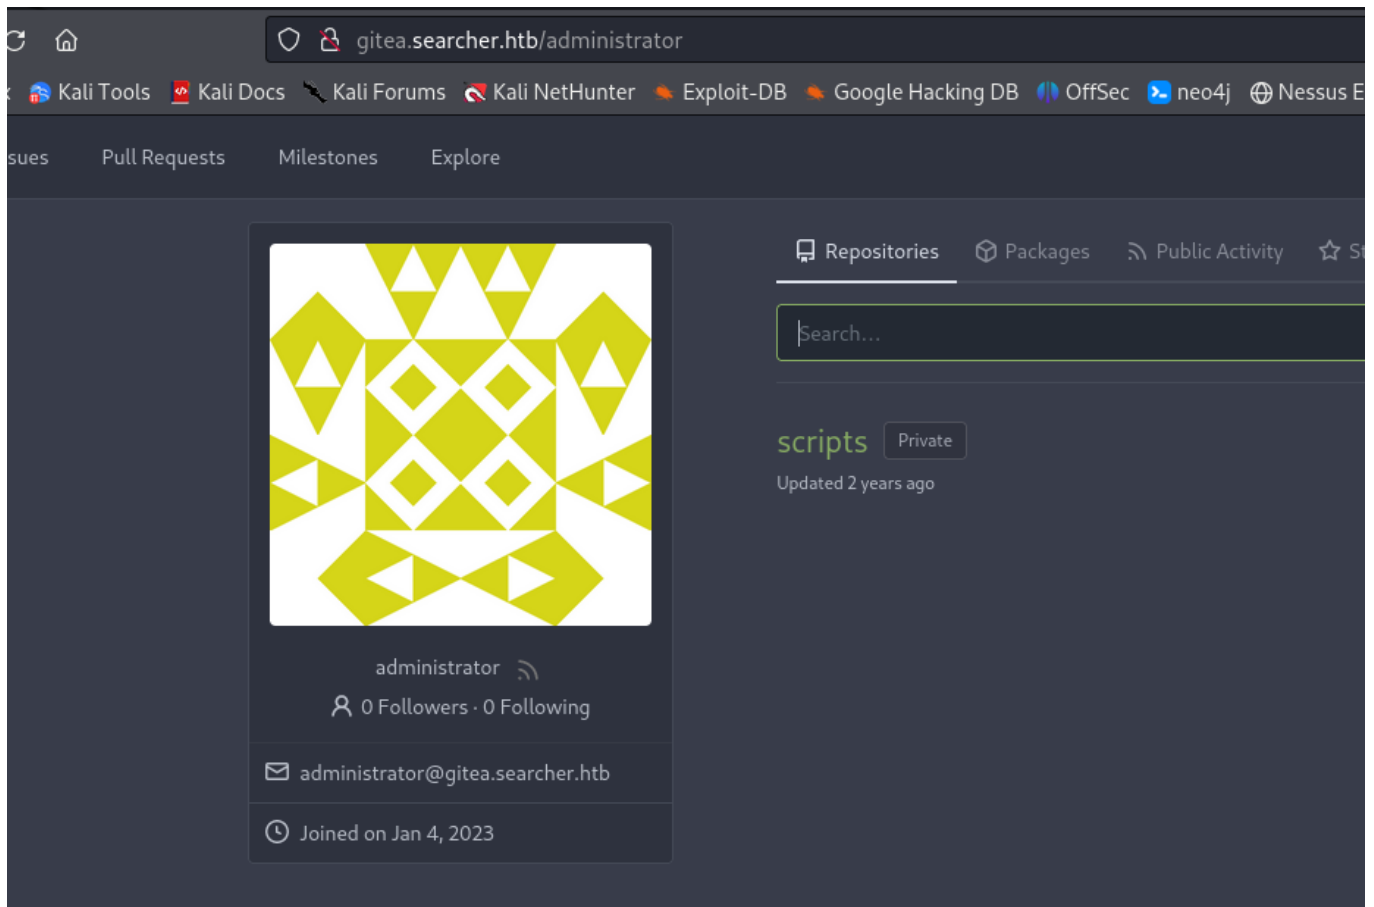 gitea.searcher.htb/administrator
Kali Tools Kali Docs Kali Forums Kali NetHunter Exploit-DB Google Hacking DB OffSec neo4j Nessus E
sues Pull Requests Milestones Explore
Repositories Packages Public Activity St
Search...
scripts Private
Updated 2 years ago
administrator
0 Followers · 0 Following
administrator@gitea.searcher.htb
Joined on Jan 4, 2023